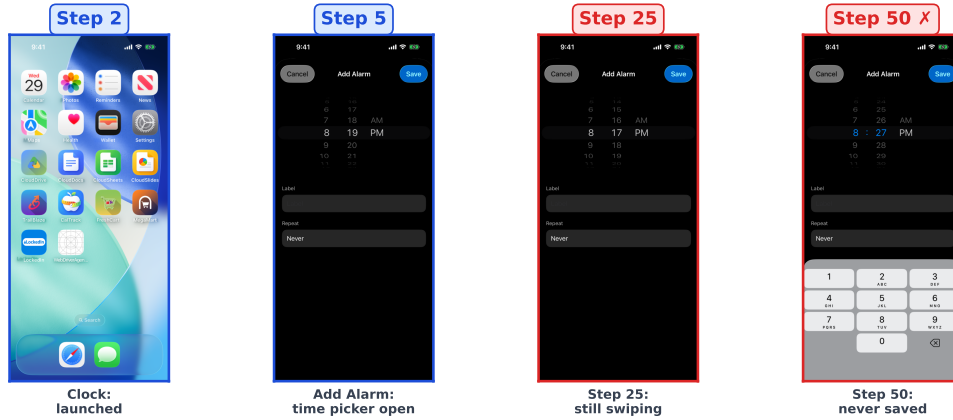 Step 2
Step 5
Step 25
Step 50 ✗
9:41
Wed
29
Calendar
Photos
Reminders
News
Maps
Health
Wallet
Settings
CloudDocs
CloudSheets
CloudSlides
xLockedIn
LockedIn
Search
9:41
Cancel
Add Alarm
Save
6 17
7 18 AM
8 19 PM
9 20
10 21
Label
Repeat
Never
9:41
Cancel
Add Alarm
Save
6 15
7 16 AM
8 17 PM
9 18
10 19
Label
Repeat
Never
9:41
Cancel
Add Alarm
Save
6 25
7 26 AM
8 : 27 PM
9 28
10 29
Label
Repeat
Never
1
2
ABC
3
DEF
4
GHI
5
JKL
6
MNO
7
PQRS
8
TUV
9
WXYZ
0
Clock:
launched
Add Alarm:
time picker open
Step 25:
still swiping
Step 50:
never saved